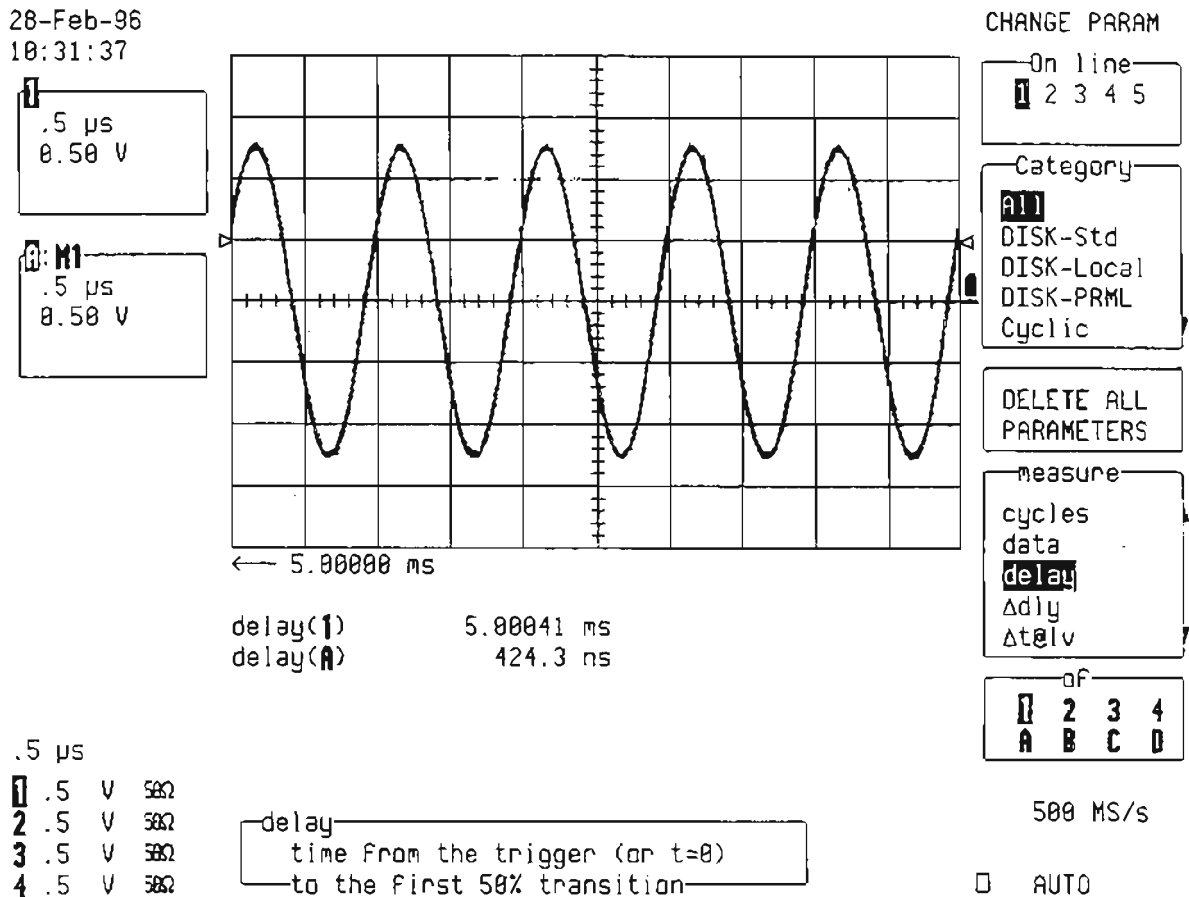 28-Feb-96
10:31:37
1
.5 µs
0.50 V
A:M1
.5 µs
0.50 V
← 5.00000 ms
delay(1) 5.00041 ms
delay(A) 424.3 ns
CHANGE PARAM
On line
1 2 3 4 5
Category
All
DISK-Std
DISK-Local
DISK-PRML
Cyclic
DELETE ALL
PARAMETERS
measure
cycles
data
delay
Δdly
Δt@lv
of
1 2 3 4
A B C D
.5 µs
1 .5 V 50Ω
2 .5 V 50Ω
3 .5 V 50Ω
4 .5 V 50Ω
delay
time from the trigger (or t=0)
to the first 50% transition
500 MS/s
AUTO